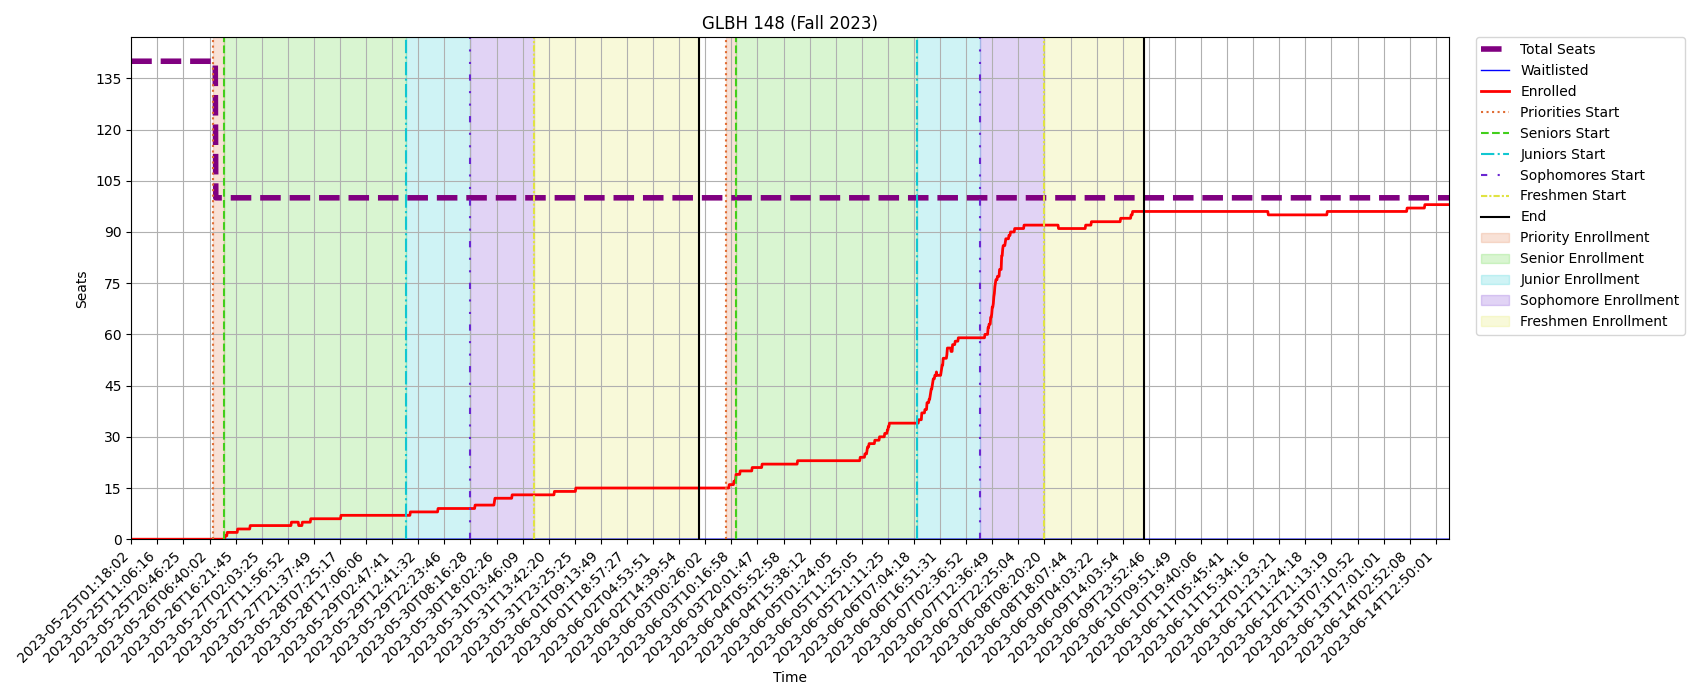 GLBH 148 (Fall 2023)
Seats
135
120
105
90
75
60
45
30
15
0
2023-05-25T01:18:02
2023-05-25T11:06:16
2023-05-25T20:46:25
2023-05-26T06:40:02
2023-05-26T16:21:45
2023-05-27T02:03:25
2023-05-27T11:56:52
2023-05-27T21:37:49
2023-05-28T07:25:17
2023-05-28T17:06:06
2023-05-29T02:47:41
2023-05-29T12:41:32
2023-05-29T22:23:46
2023-05-30T08:16:28
2023-05-30T18:02:26
2023-05-31T03:46:09
2023-05-31T13:42:20
2023-05-31T23:25:25
2023-06-01T09:13:49
2023-06-01T18:57:27
2023-06-02T04:53:51
2023-06-02T14:39:54
2023-06-03T00:26:02
2023-06-03T10:16:58
2023-06-03T20:01:47
2023-06-04T05:52:58
2023-06-04T15:38:12
2023-06-05T01:24:05
2023-06-05T11:25:05
2023-06-05T21:11:25
2023-06-06T07:04:18
2023-06-06T16:51:31
2023-06-07T02:36:52
2023-06-07T12:36:49
2023-06-07T22:25:04
2023-06-08T08:20:20
2023-06-08T18:07:44
2023-06-09T04:03:22
2023-06-09T14:03:54
2023-06-09T23:52:46
2023-06-10T09:51:49
2023-06-10T19:40:06
2023-06-11T05:45:41
2023-06-11T15:34:16
2023-06-12T01:23:21
2023-06-12T11:24:18
2023-06-12T21:13:19
2023-06-13T07:10:52
2023-06-13T17:01:01
2023-06-14T02:52:08
2023-06-14T12:50:01
Time
Total Seats
Waitlisted
Enrolled
Priorities Start
Seniors Start
Juniors Start
Sophomores Start
Freshmen Start
End
Priority Enrollment
Senior Enrollment
Junior Enrollment
Sophomore Enrollment
Freshmen Enrollment